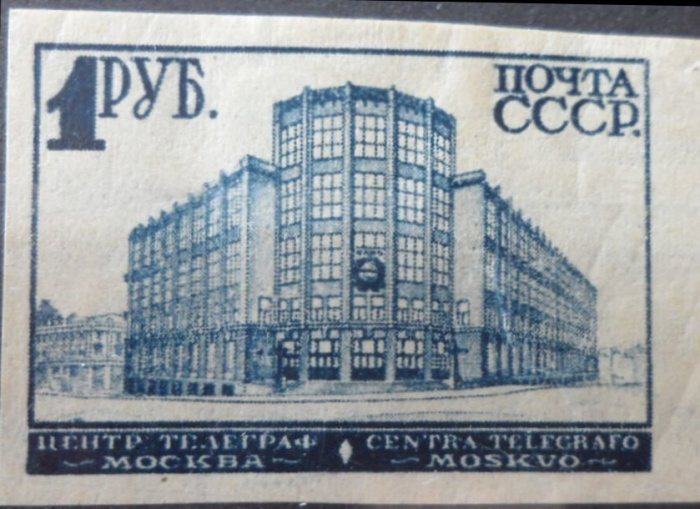 1 РУБ.
ПОЧТА
СССР.
ЦЕНТР. ТЕЛЕГРАФ
МОСКВА
CENTRA TELEGRAFO
MOSKVO